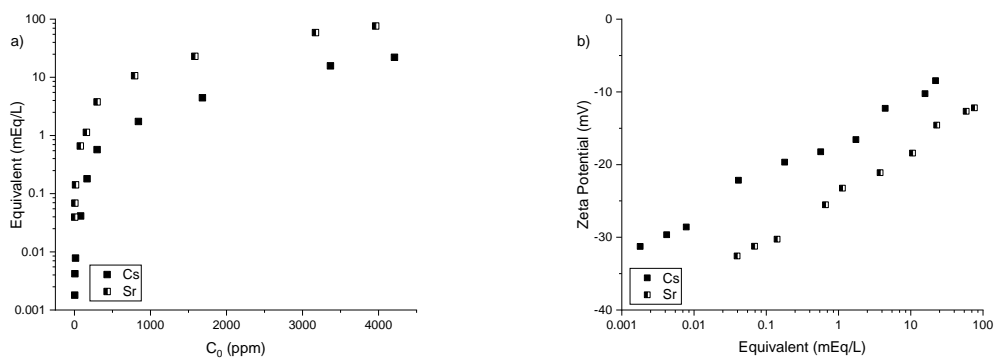 a)
Equivalent (mEq/L)
100
10
1
0.1
0.01
0.001
Cs
Sr
0
1000
2000
3000
4000
C₀ (ppm)
b)
Zeta Potential (mV)
0
-10
-20
-30
-40
Cs
Sr
0.001
0.01
0.1
1
10
100
Equivalent (mEq/L)